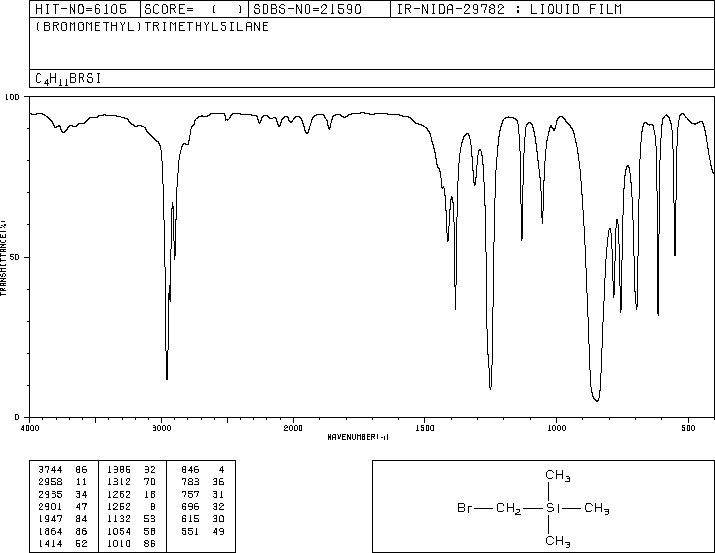 HIT-NO=6105 SCORE= ( ) SDBS-NO=21590 IR-NIDA-29782 : LIQUID FILM
(BROMOMETHYL)TRIMETHYLSILANE
C4H11BRSI
100
TRANSMITTANCE(%)
50
0
4000 3000 2000 1500 1000 500
WAVENUMBER(-1)
3744 86 1386 32 846 4
2958 11 1312 70 783 36
2935 34 1262 16 757 31
2901 47 1262 8 696 32
1947 84 1132 53 615 30
1864 86 1054 58 551 49
1414 52 1010 86
CH3
Br CH2 Si CH3
CH3